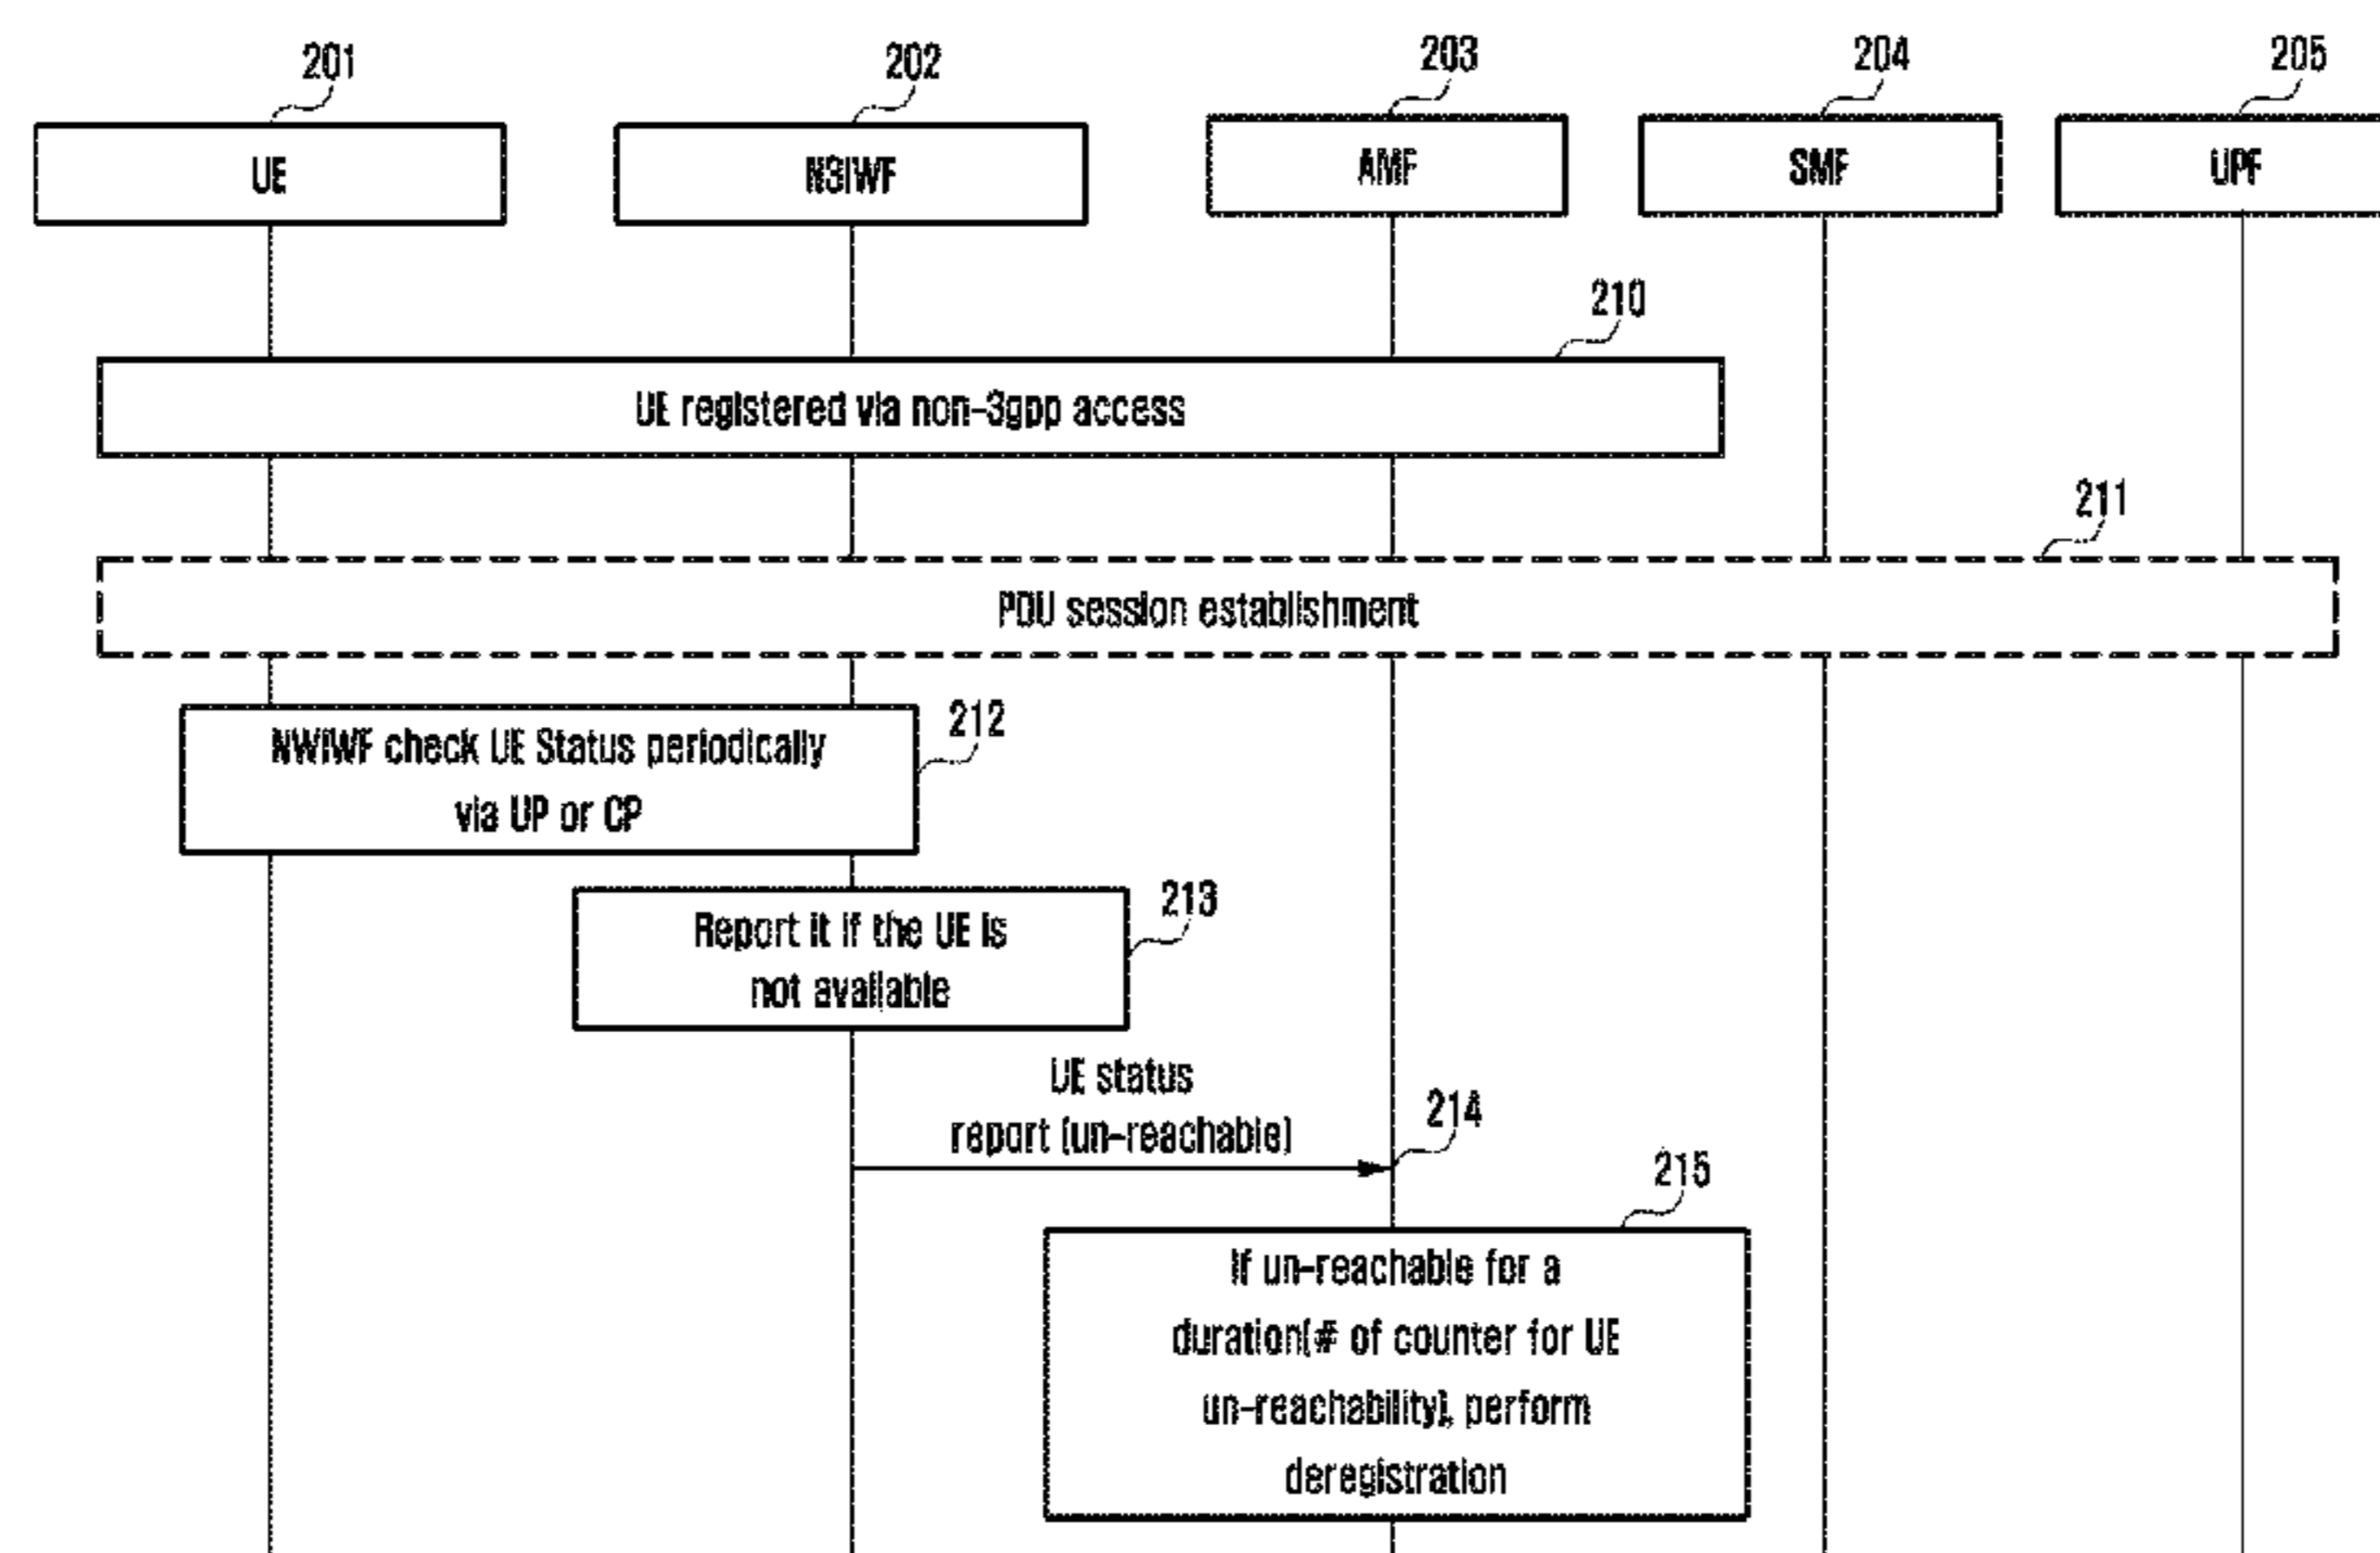 201
202
203
204
205
UE
N3IWF
AMF
SMF
UPF
210
UE registered via non-3gpp access
211
PDU session establishment
212
NWIWF check UE Status periodically
via UP or CP
213
Report it if the UE is
not available
UE status
report (un-reachable)
214
215
If un-reachable for a
duration(# of counter for UE
un-reachability), perform
deregistration